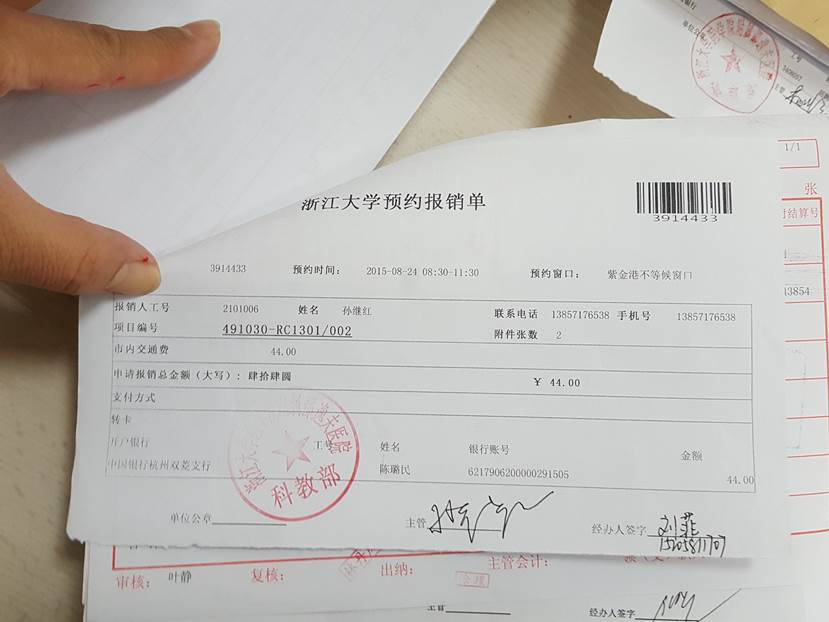 浙江大学预约报销单
3914433
3914433 预约时间: 2015-08-24 08:30-11:30 预约窗口: 紫金港不等候窗口
报销人工号 2101006 姓名 孙继红 联系电话 13857176538 手机号 13857176538
项目编号 491030-RC1301/002 附件张数 2
市内交通费 44.00
申请报销总金额(大写):肆拾肆圆 ¥ 44.00
支付方式
转卡
开户银行 工号 姓名 银行账号 金额
中国银行杭州双菱支行 陈璐民 6217906200000291505 44.00
科教部
单位公章 主管 经办人签字 刘菲
审核: 叶静 复核: 出纳: 主管会计:
主管 经办人签字
1/1
张
结算号
13854